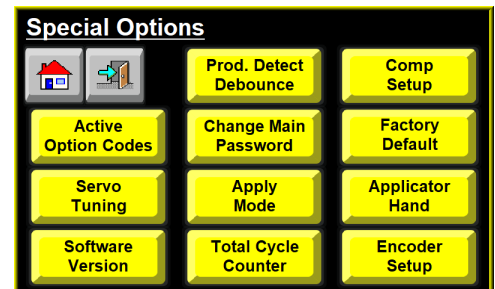 Special Options
Prod. Detect
Debounce
Comp
Setup
Active
Option Codes
Change Main
Password
Factory
Default
Servo
Tuning
Apply
Mode
Applicator
Hand
Software
Version
Total Cycle
Counter
Encoder
Setup